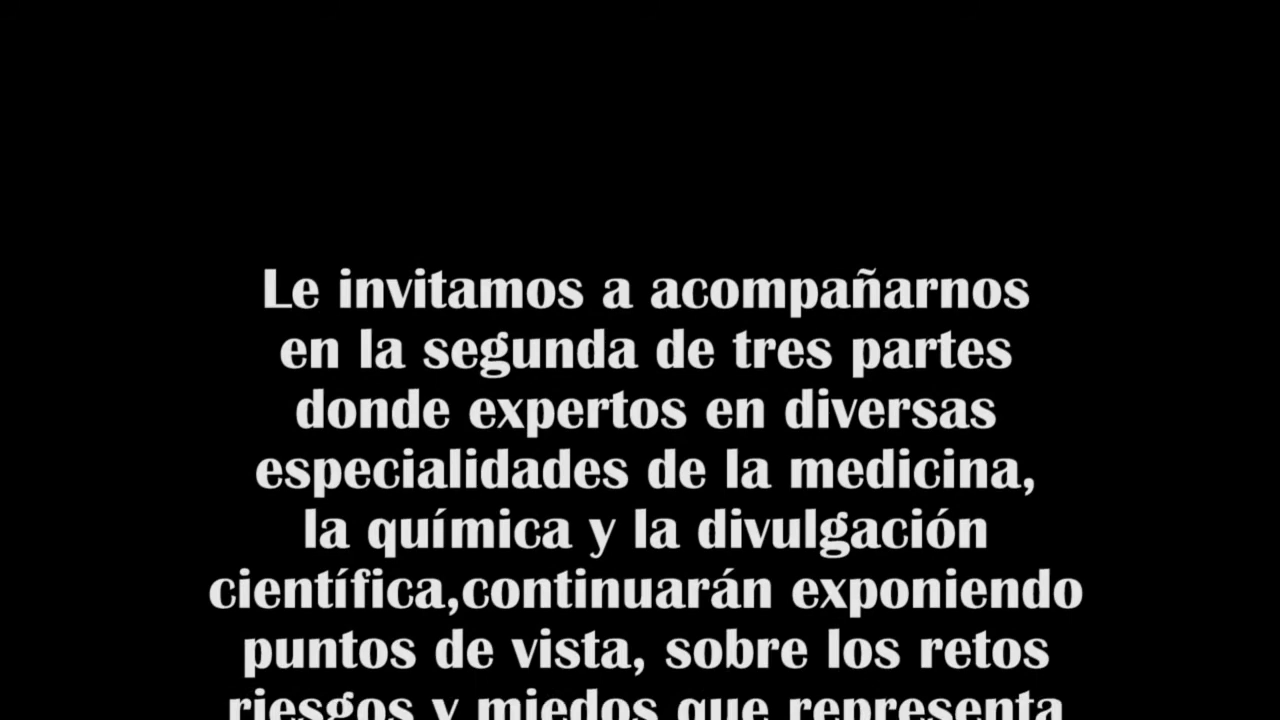 Le invitamos a acompañarnos
en la segunda de tres partes
donde expertos en diversas
especialidades de la medicina,
la química y la divulgación
científica,continuarán exponiendo
puntos de vista, sobre los retos
riesgos y miedos que representa